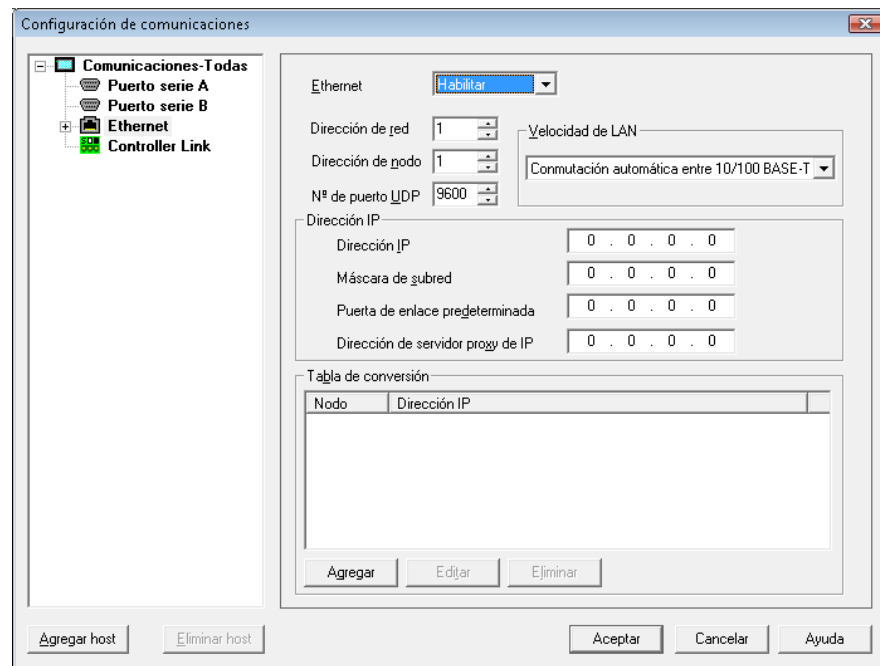 Configuración de comunicaciones
Comunicaciones-Todas
Puerto serie A
Puerto serie B
Ethernet
Controller Link
Ethernet Habilitar
Dirección de red 1
Velocidad de LAN
Dirección de nodo 1
Conmutación automática entre 10/100 BASE-T
Nº de puerto UDP 9600
Dirección IP
Dirección IP 0 . 0 . 0 . 0
Máscara de subred 0 . 0 . 0 . 0
Puerta de enlace predeterminada 0 . 0 . 0 . 0
Dirección de servidor proxy de IP 0 . 0 . 0 . 0
Tabla de conversión
Nodo Dirección IP
Agregar Editar Eliminar
Agregar host Eliminar host Aceptar Cancelar Ayuda